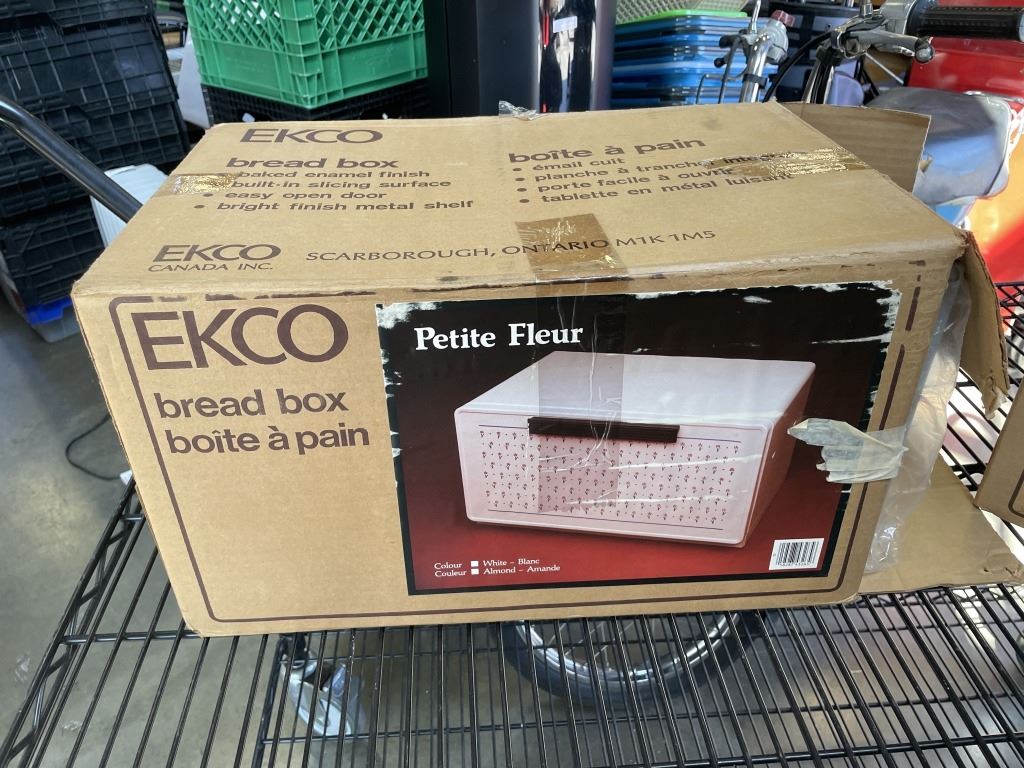 EKCO
bread box
baked enamel finish
built-in slicing surface
easy open door
• bright finish metal shelf
boîte à pain
• émail cuit
• planche à trancher
• porte facile à ouvrir
• tablette en métal luisant
EKCO
CANADA INC.
SCARBOROUGH, ONTARIO M1K 1M5
EKCO
bread box
boîte à pain
Petite Fleur
Colour White - Blanc
Couleur Almond - Amande